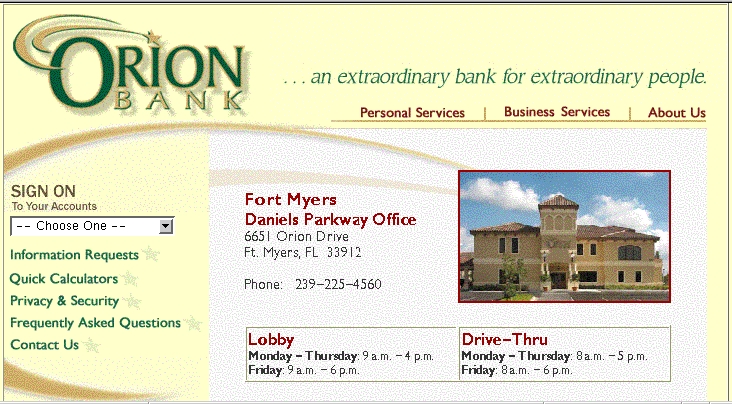 ORION
BANK
. . . an extraordinary bank for extraordinary people.
Personal Services | Business Services | About Us
SIGN ON
To Your Accounts
-- Choose One --
Information Requests
Quick Calculators
Privacy & Security
Frequently Asked Questions
Contact Us
Fort Myers
Daniels Parkway Office
6651 Orion Drive
Ft. Myers, FL 33912
Phone: 239-225-4560
Lobby
Monday - Thursday: 9 a.m. - 4 p.m.
Friday: 9 a.m. - 6 p.m.
Drive-Thru
Monday - Thursday: 8 a.m. - 5 p.m.
Friday: 8 a.m. - 6 p.m.